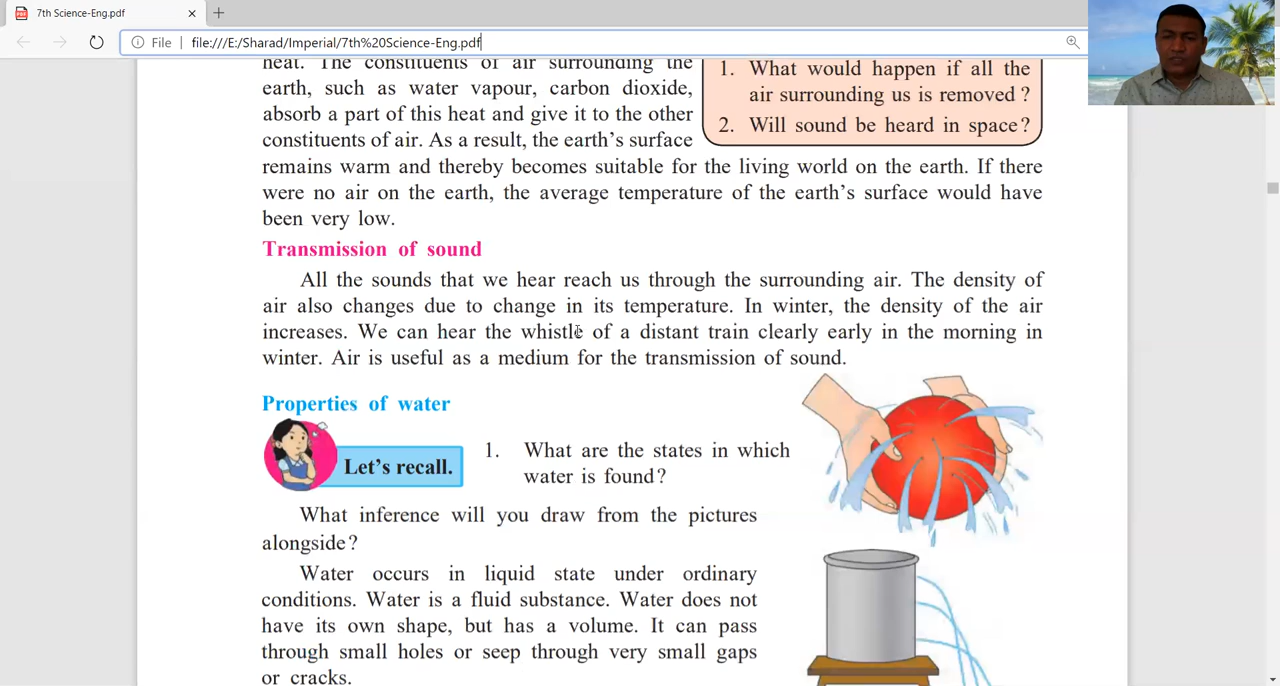 7th Science-Eng.pdf
File | file:///E:/Sharad/Imperial/7th%20Science-Eng.pdf
heat. The constituents of air surrounding the
earth, such as water vapour, carbon dioxide,
absorb a part of this heat and give it to the other
constituents of air. As a result, the earth's surface
remains warm and thereby becomes suitable for the living world on the earth. If there
were no air on the earth, the average temperature of the earth's surface would have
been very low.
1. What would happen if all the
air surrounding us is removed ?
2. Will sound be heard in space?
Transmission of sound
All the sounds that we hear reach us through the surrounding air. The density of
air also changes due to change in its temperature. In winter, the density of the air
increases. We can hear the whistle of a distant train clearly early in the morning in
winter. Air is useful as a medium for the transmission of sound.
Properties of water
Let's recall.
1. What are the states in which
water is found?
What inference will you draw from the pictures
alongside?
Water occurs in liquid state under ordinary
conditions. Water is a fluid substance. Water does not
have its own shape, but has a volume. It can pass
through small holes or seep through very small gaps
or cracks.